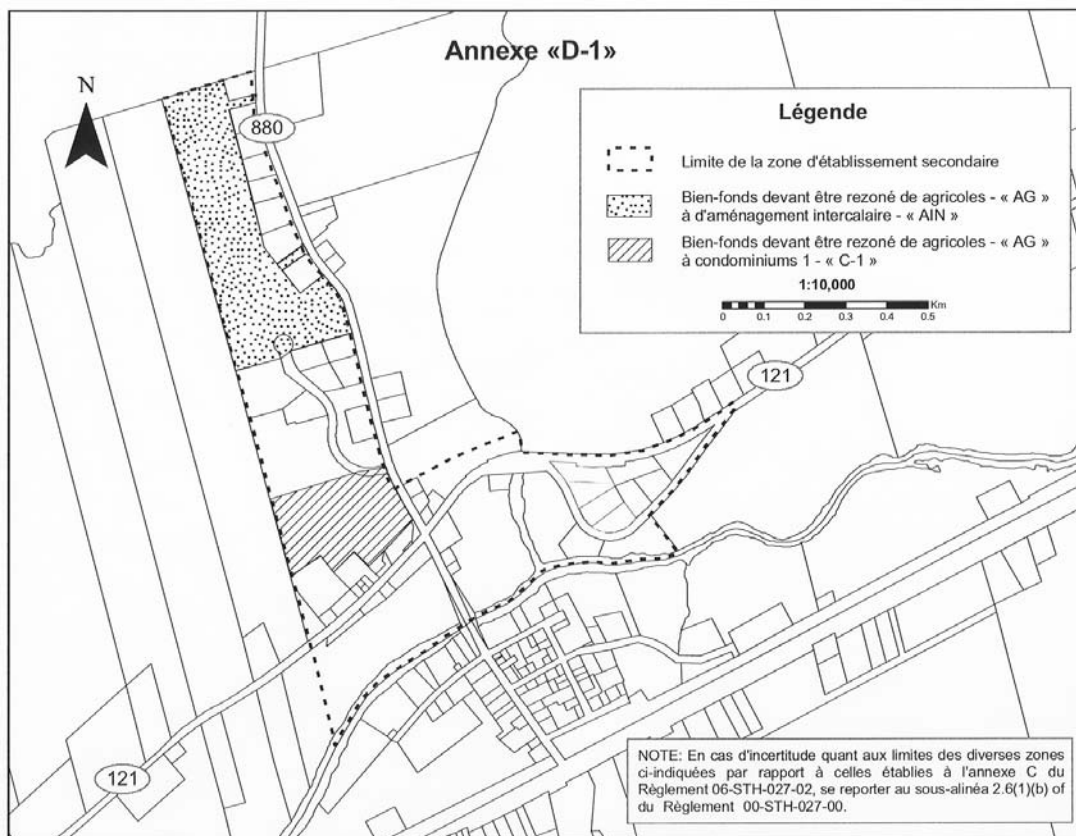 Annexe «D-1»
N
880
Légende
Limite de la zone d'établissement secondaire
Bien-fonds devant être rezoné de agricoles - « AG »
à d'aménagement intercalaire - « AIN »
Bien-fonds devant être rezoné de agricoles - « AG »
à condominiums 1 - « C-1 »
1:10,000
Km
0 0.1 0.2 0.3 0.4 0.5
121
121
NOTE: En cas d'incertitude quant aux limites des diverses zones
ci-indiquées par rapport à celles établies à l'annexe C du
Règlement 06-STH-027-02, se reporter au sous-alinéa 2.6(1)(b) of
du Règlement 00-STH-027-00.